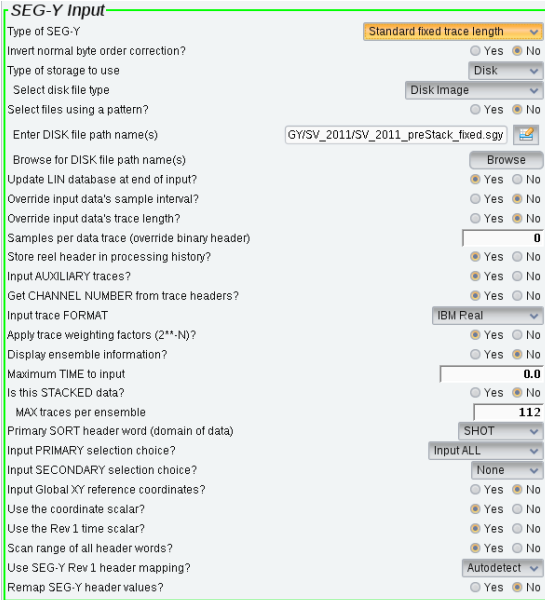 SEG-Y Input
Type of SEG-Y Standard fixed trace length
Invert normal byte order correction? Yes No
Type of storage to use Disk
Select disk file type Disk Image
Select files using a pattern? Yes No
Enter DISK file path name(s) GY/SV_2011/SV_2011_preStack_fixed.sgy
Browse for DISK file path name(s) Browse
Update LIN database at end of input? Yes No
Override input data's sample interval? Yes No
Override input data's trace length? Yes No
Samples per data trace (override binary header) 0
Store reel header in processing history? Yes No
Input AUXILIARY traces? Yes No
Get CHANNEL NUMBER from trace headers? Yes No
Input trace FORMAT IBM Real
Apply trace weighting factors (2**-N)? Yes No
Display ensemble information? Yes No
Maximum TIME to input 0.0
Is this STACKED data? Yes No
MAX traces per ensemble 112
Primary SORT header word (domain of data) SHOT
Input PRIMARY selection choice? Input ALL
Input SECONDARY selection choice? None
Input Global XY reference coordinates? Yes No
Use the coordinate scalar? Yes No
Use the Rev 1 time scalar? Yes No
Scan range of all header words? Yes No
Use SEG-Y Rev 1 header mapping? Autodetect
Remap SEG-Y header values? Yes No